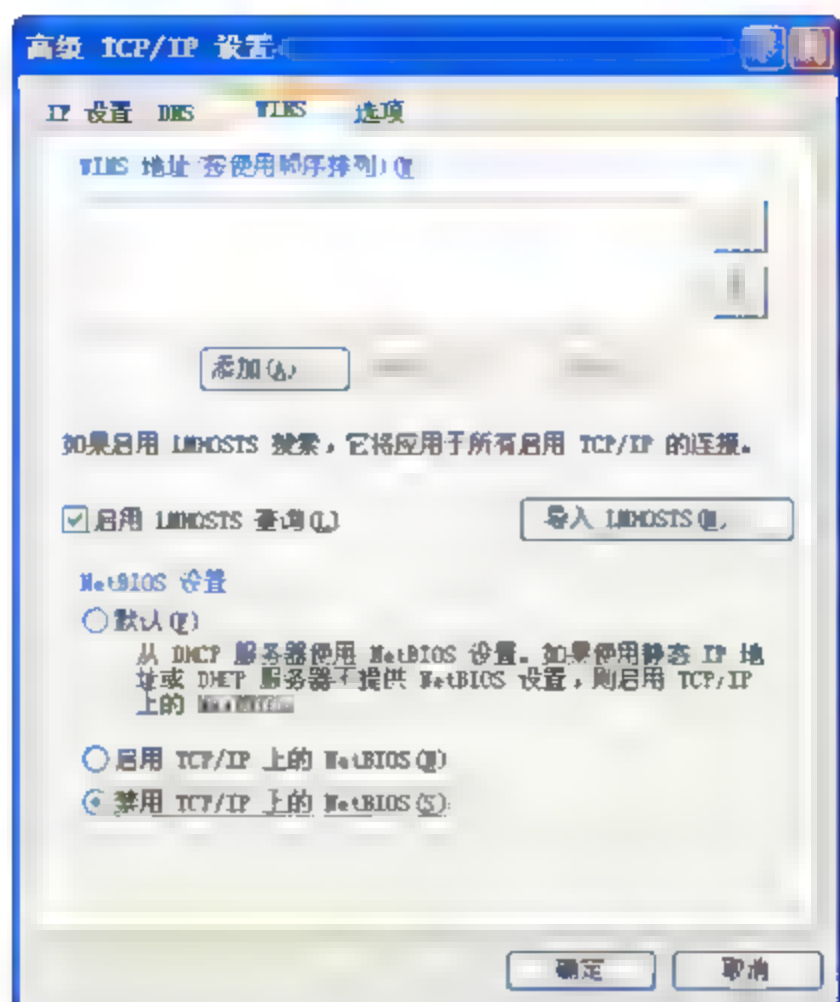 高级 TCP/IP 设置
IP 设置 DNS WINS 选项
WINS 地址(按使用顺序排列)(W)
添加(A)
如果启用 LMHOSTS 搜索，它将应用于所有启用 TCP/IP 的连接。
启用 LMHOSTS 查询(L)
导入 LMHOSTS(M)
NetBIOS 设置
默认(F)
从 DHCP 服务器使用 NetBIOS 设置。如果使用静态 IP 地
址或 DHCP 服务器不提供 NetBIOS 设置，则启用 TCP/IP
上的
启用 TCP/IP 上的 NetBIOS(N)
禁用 TCP/IP 上的 NetBIOS(S)
确定 取消